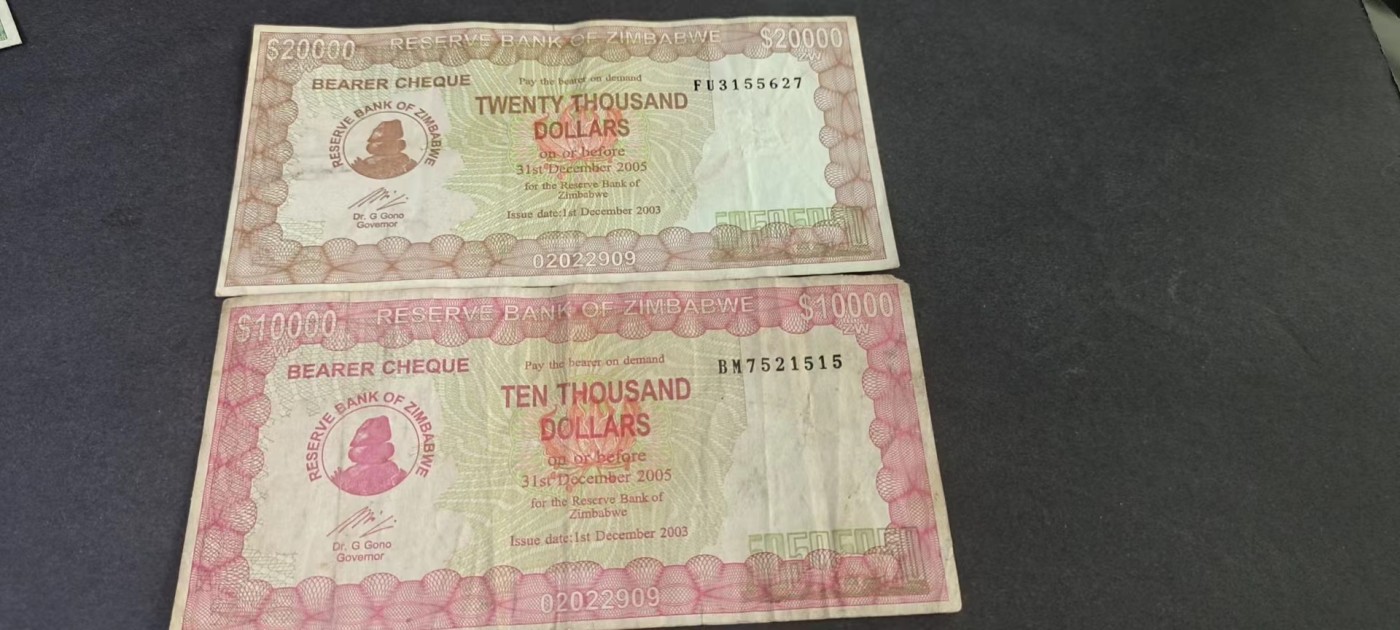 $20000 RESERVE BANK OF ZIMBABWE $20000
BEARER CHEQUE
Pay the bearer on demand
FU3155627
TWENTY THOUSAND
DOLLARS
on or before
31st December 2005
for the Reserve Bank of
Zimbabwe
Issue date:1st December 2003
RESERVE BANK OF ZIMBABWE
Dr. G Gono
Governor
02022909
$10000 RESERVE BANK OF ZIMBABWE $10000
BEARER CHEQUE
Pay the bearer on demand
BM7521515
TEN THOUSAND
DOLLARS
on or before
31st December 2005
for the Reserve Bank of
Zimbabwe
Issue date:1st December 2003
RESERVE BANK OF ZIMBABWE
Dr. G Gono
Governor
02022909